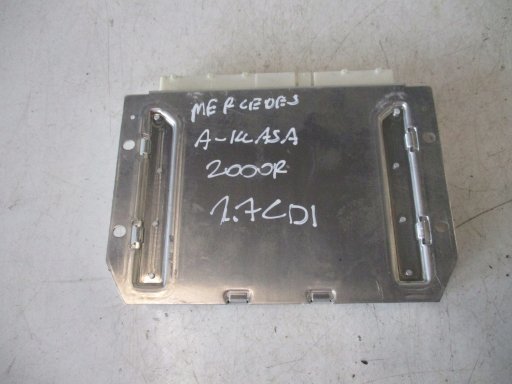 MERCEDES
A-KLASA
2000R
1.7CDI